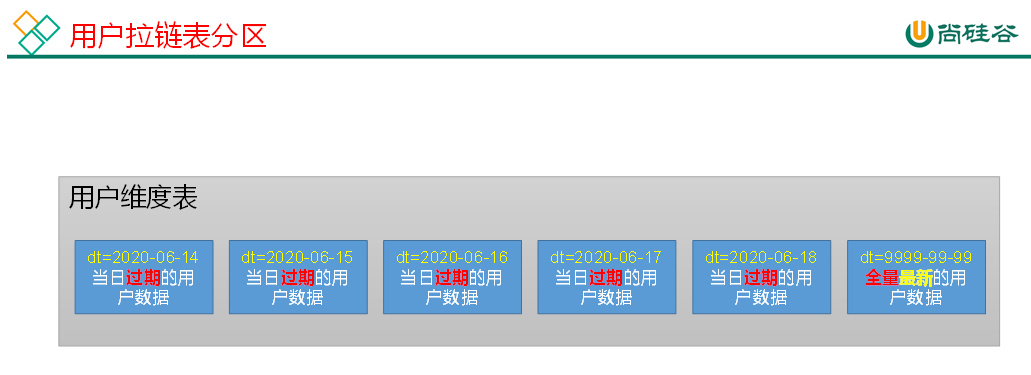 用户拉链表分区
尚硅谷
用户维度表
dt=2020-06-14
当日过期的用
户数据
dt=2020-06-15
当日过期的用
户数据
dt=2020-06-16
当日过期的用
户数据
dt=2020-06-17
当日过期的用
户数据
dt=2020-06-18
当日过期的用
户数据
dt=9999-99-99
全量最新的用
户数据